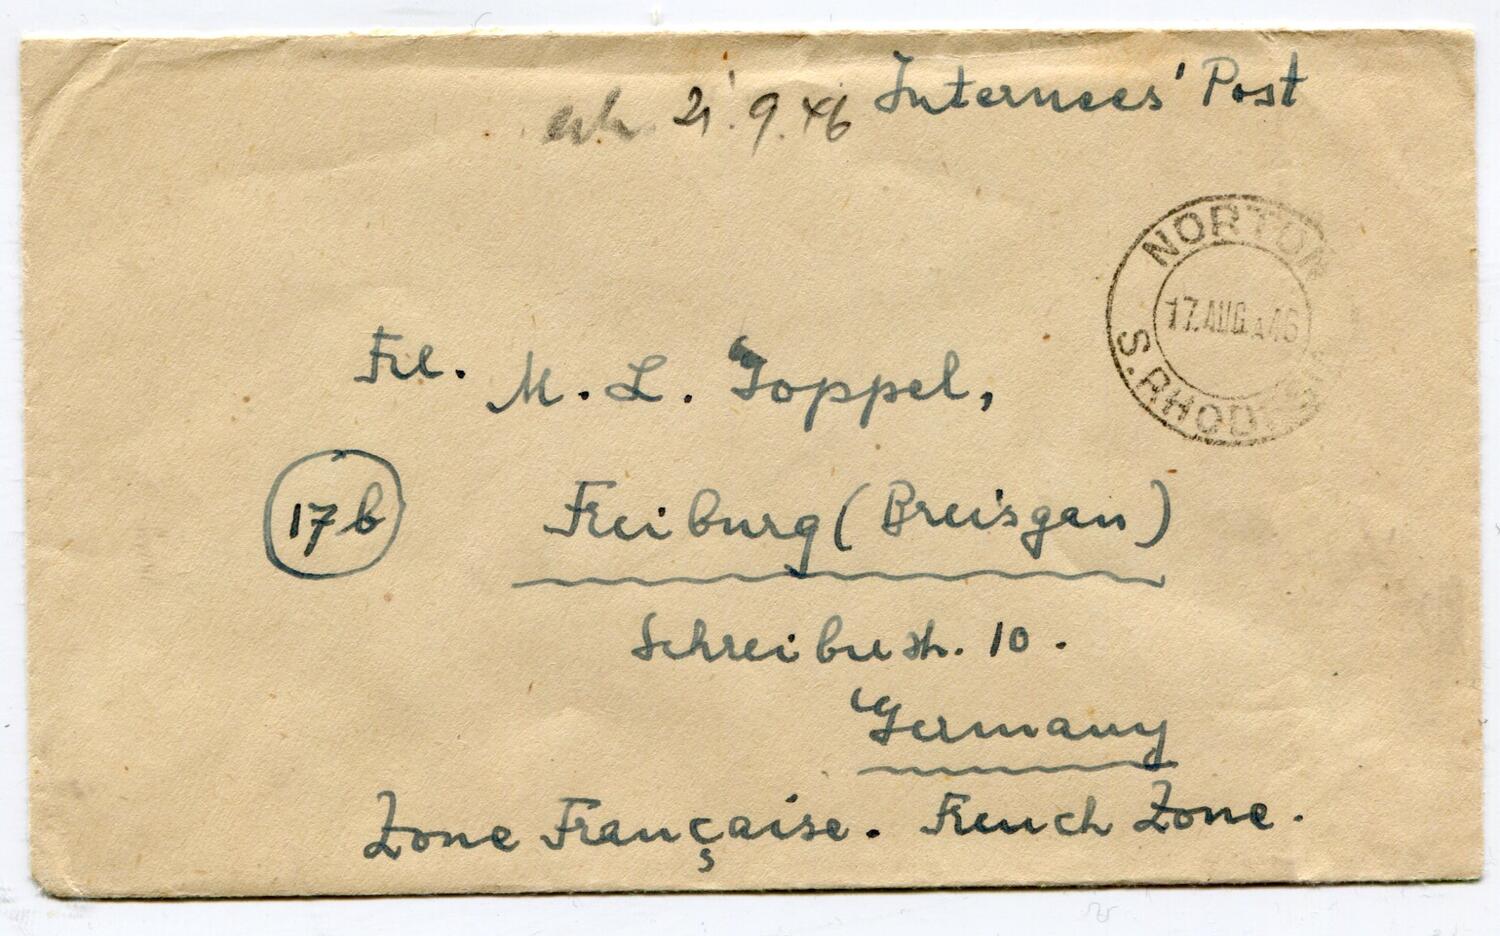 Internees' Post
erh. 21.9.46
NORTON
17 AUG 46
S. RHODESIA
Frl. M. L. Goppel,
17b
Freiburg (Breisgau)
Schreiberstr. 10.
Germany
Zone Française. French Zone.